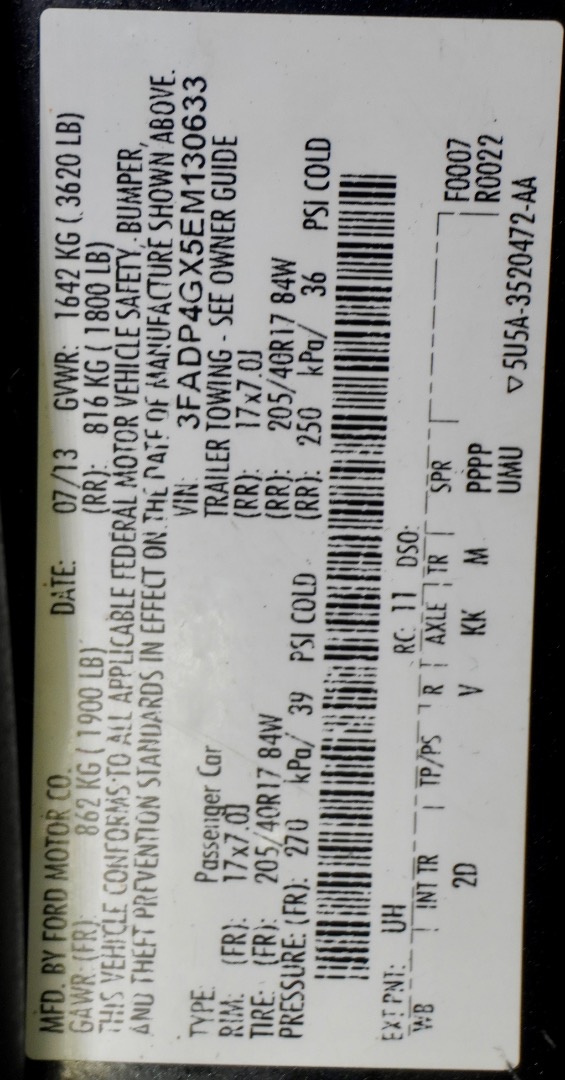 MFD. BY FORD MOTOR CO. DATE: 07/13 GVWR: 1642 KG ( 3620 LB)
GAWR: (FR): 862 KG ( 1900 LB) (RR): 816 KG ( 1800 LB)
THIS VEHICLE CONFORMS TO ALL APPLICABLE FEDERAL MOTOR VEHICLE SAFETY, BUMPER,
AND THEFT PREVENTION STANDARDS IN EFFECT ON THE DATE OF MANUFACTURE SHOWN ABOVE.
VIN: 3FADP4GX5EM130633
TYPE: Passenger Car TRAILER TOWING - SEE OWNER GUIDE
RIM: (FR): 17x7.0J (RR): 17x7.0J
TIRE: (FR): 205/40R17 84W (RR): 205/40R17 84W
PRESSURE: (FR): 270 kPa/ 39 PSI COLD (RR): 250 kPa/ 36 PSI COLD
EXT PNT: UH RC: 11 DSO:
WB INT TR TP/PS R AXLE TR SPR F0007
2D V KK M PPPP R0022
UMU
▽ 5U5A-3520472-AA